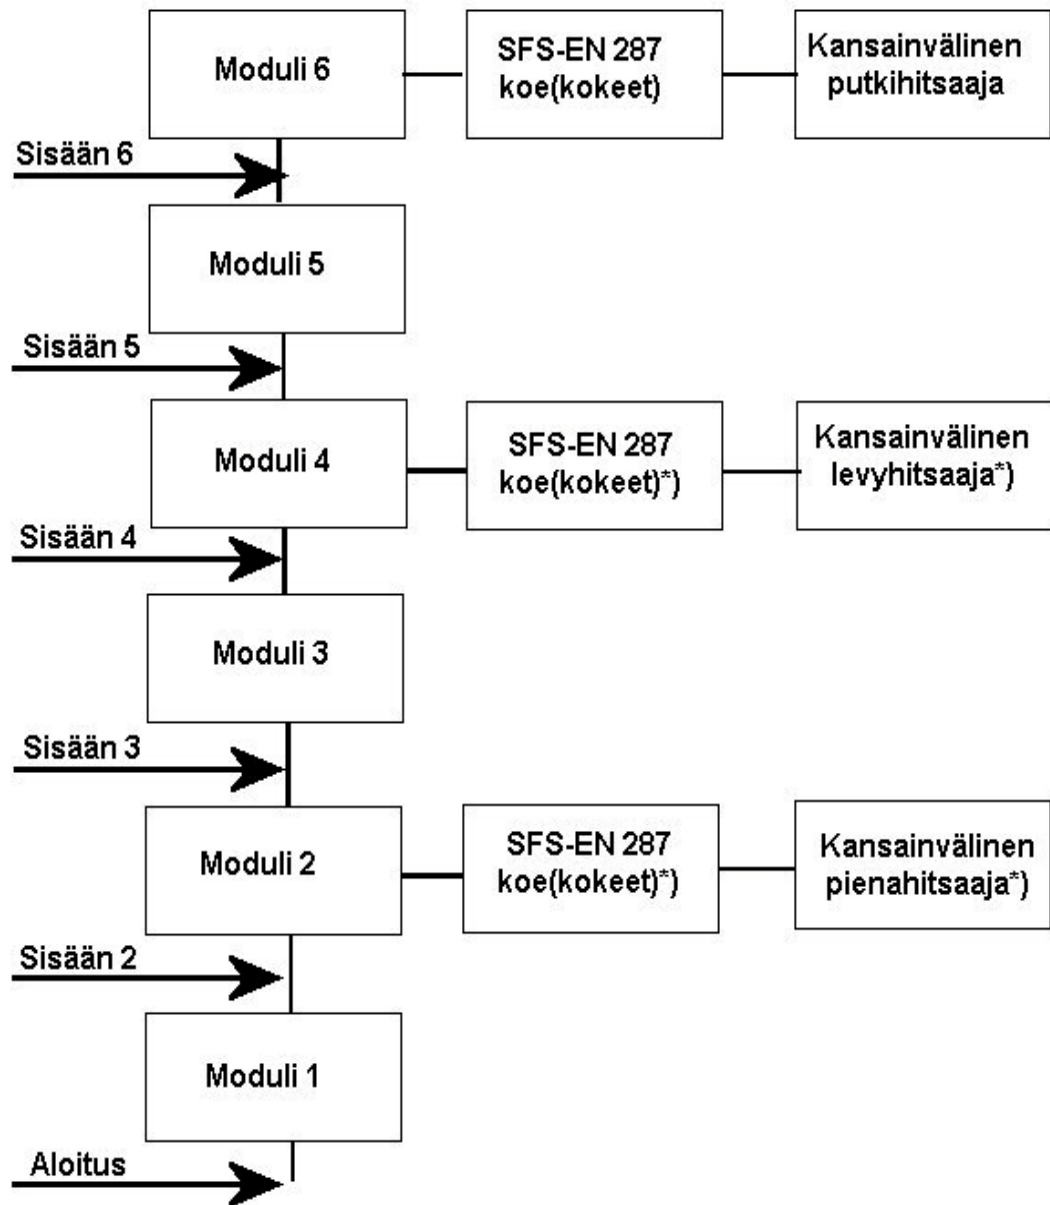 Moduli 6
SFS-EN 287
koe(kokeet)
Kansainvälinen
putkihitsaaja
Sisään 6
Moduli 5
Sisään 5
Moduli 4
SFS-EN 287
koe(kokeet)*)
Kansainvälinen
levyhitsaaja*)
Sisään 4
Moduli 3
Sisään 3
Moduli 2
SFS-EN 287
koe(kokeet)*)
Kansainvälinen
pienahitsaaja*)
Sisään 2
Moduli 1
Aloitus